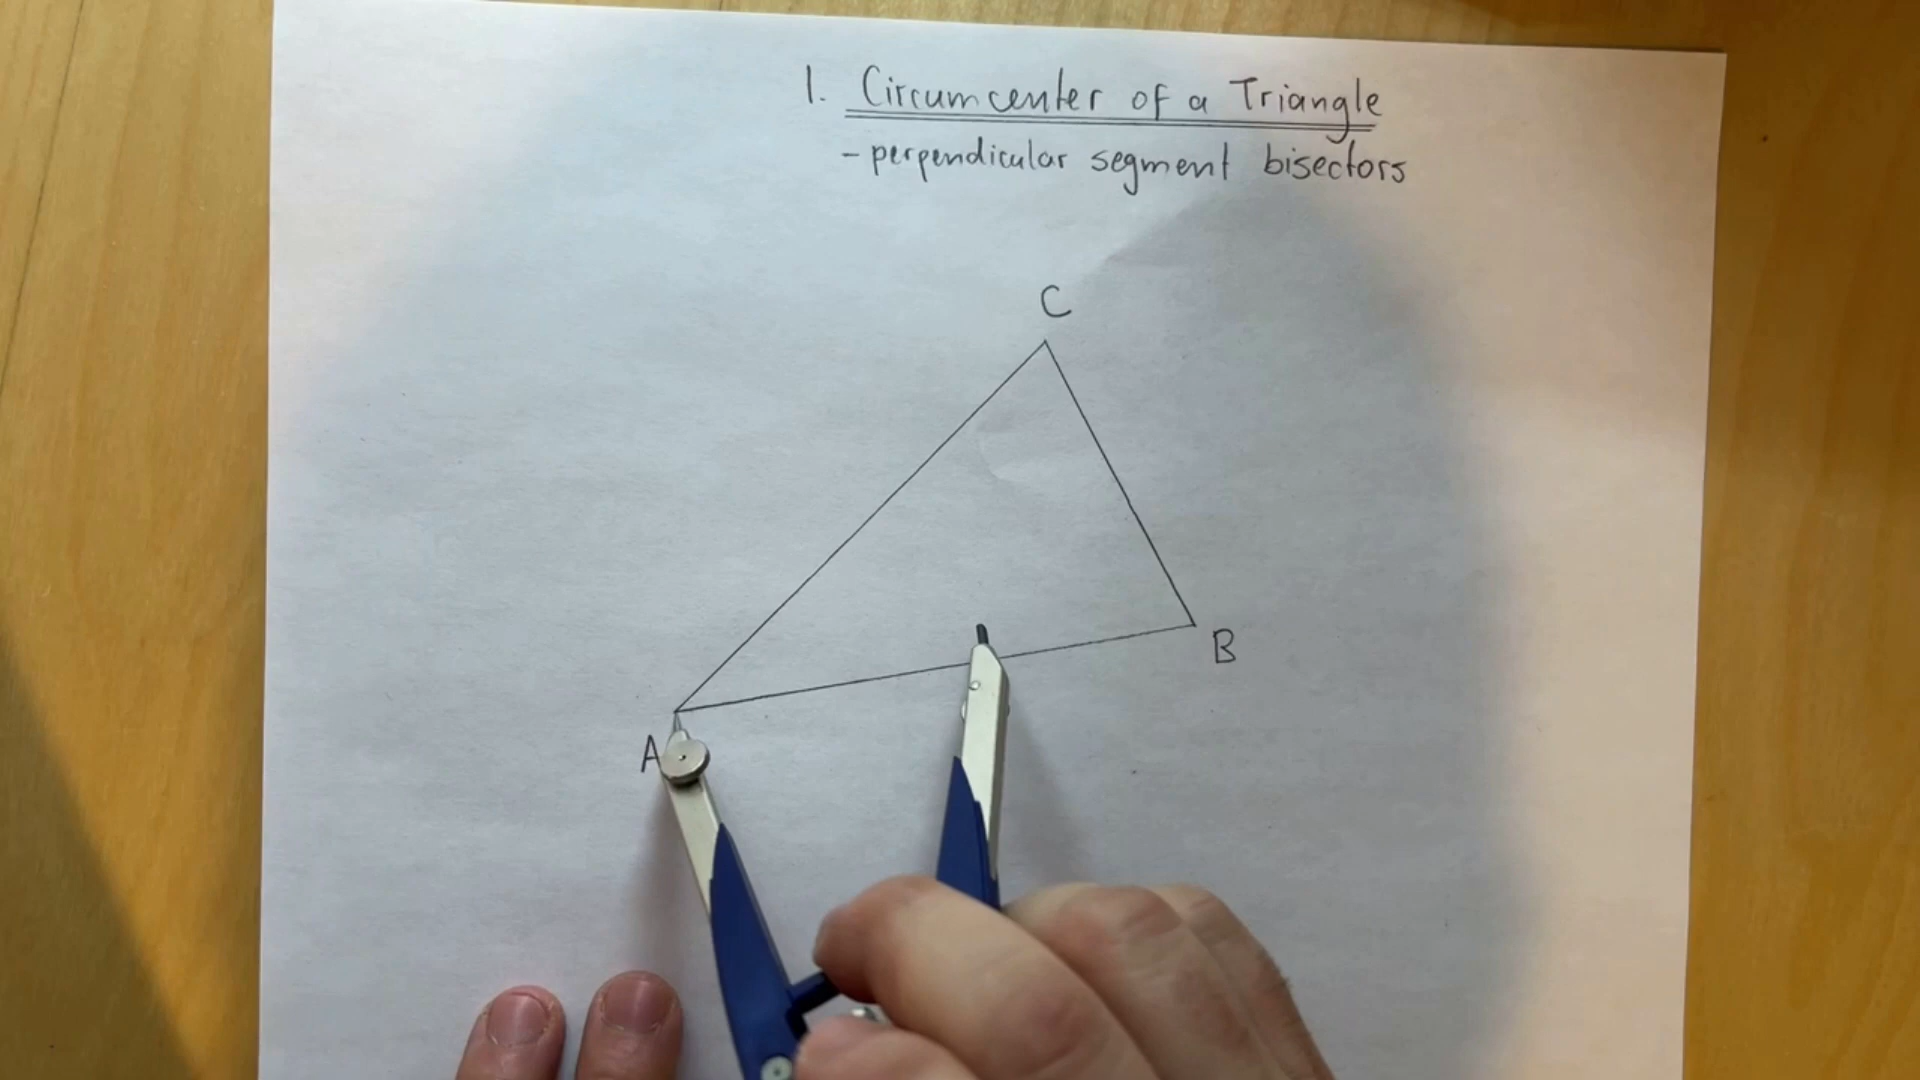 1. Circumcenter of a Triangle
- perpendicular segment bisectors
C
B
A